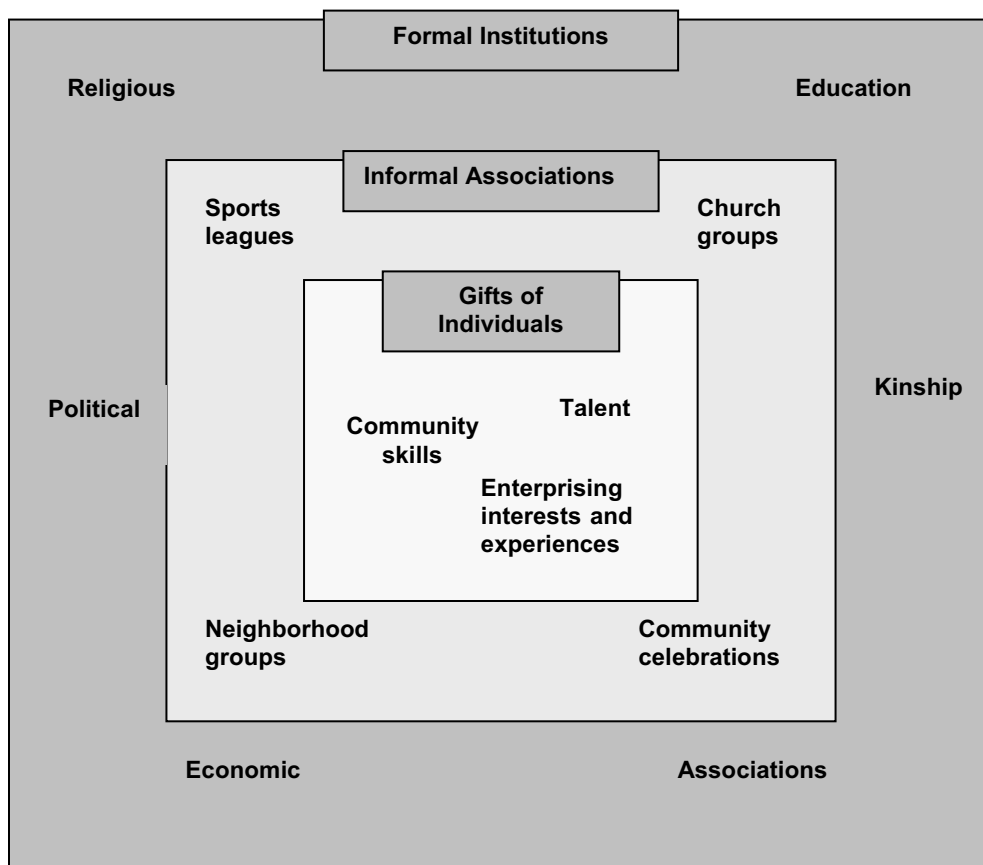 Formal Institutions
Religious
Education
Informal Associations
Sports
leagues
Church
groups
Gifts of
Individuals
Political
Kinship
Talent
Community
skills
Enterprising
interests and
experiences
Neighborhood
groups
Community
celebrations
Economic
Associations